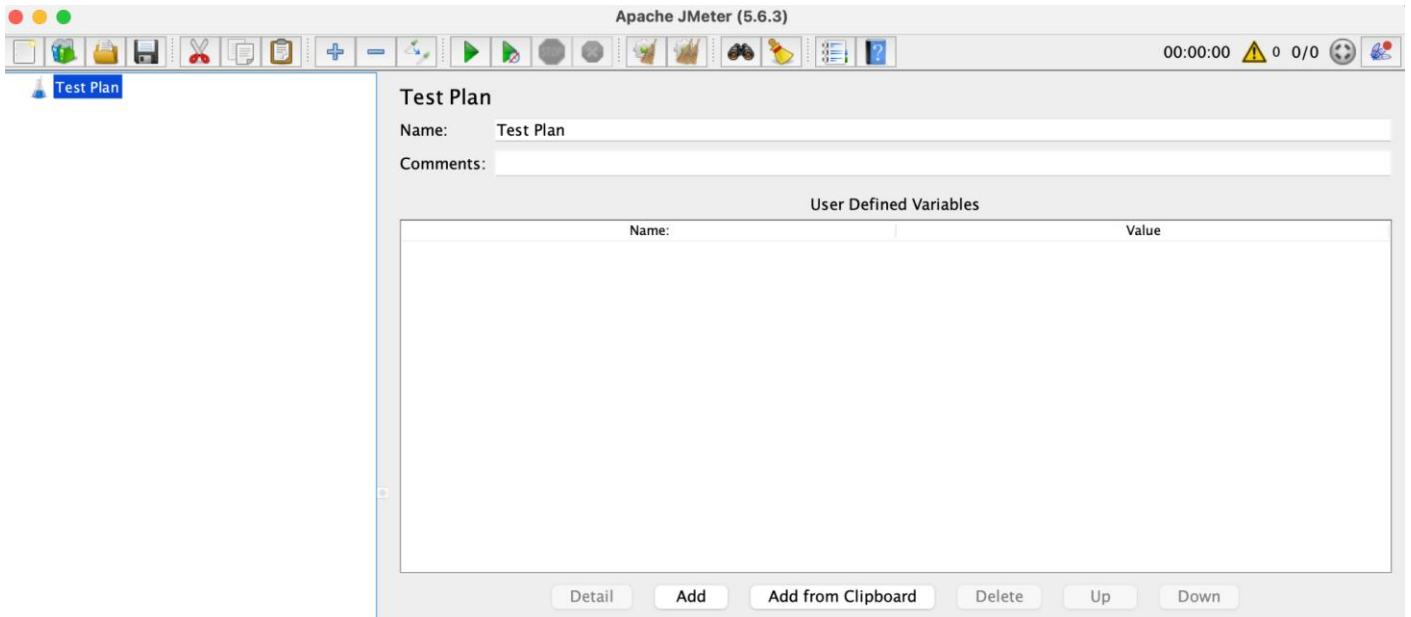 Apache JMeter (5.6.3)
STOP 00:00:00 0 0/0
Test Plan
Test Plan
Name: Test Plan
Comments:
User Defined Variables
Name: Value
Detail Add Add from Clipboard Delete Up Down